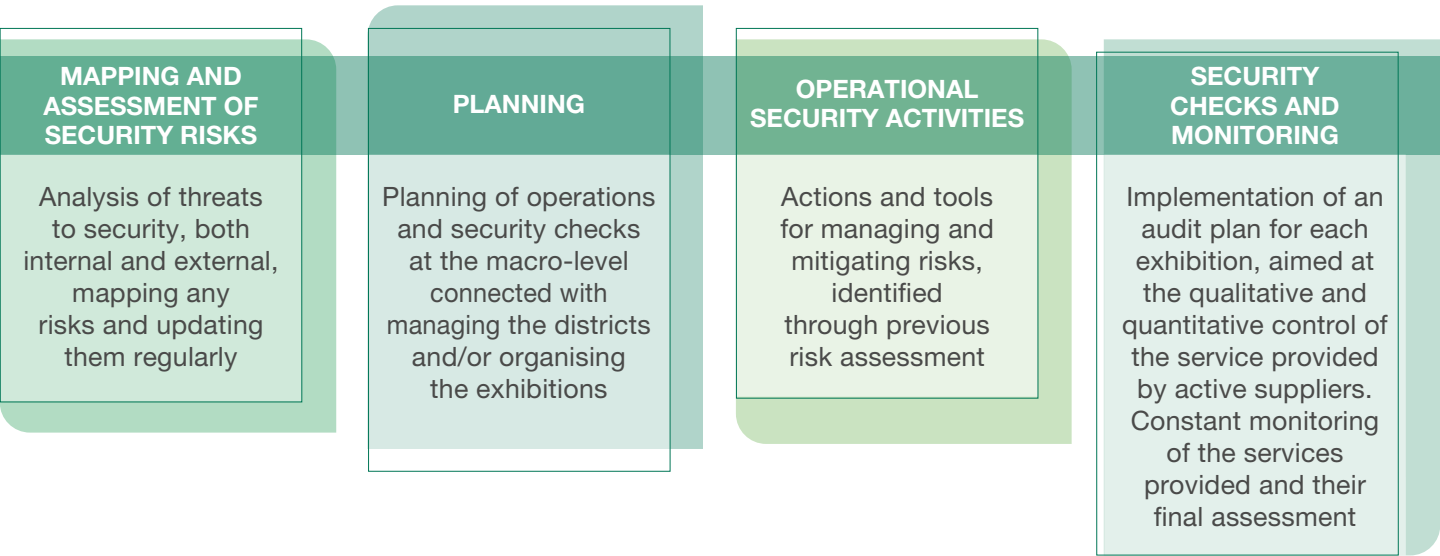 MAPPING AND
ASSESSMENT OF
SECURITY RISKS
Analysis of threats
to security, both
internal and external,
mapping any
risks and updating
them regularly
PLANNING
Planning of operations
and security checks
at the macro-level
connected with
managing the districts
and/or organising
the exhibitions
OPERATIONAL
SECURITY ACTIVITIES
Actions and tools
for managing and
mitigating risks,
identified
through previous
risk assessment
SECURITY
CHECKS AND
MONITORING
Implementation of an
audit plan for each
exhibition, aimed at
the qualitative and
quantitative control of
the service provided
by active suppliers.
Constant monitoring
of the services
provided and their
final assessment